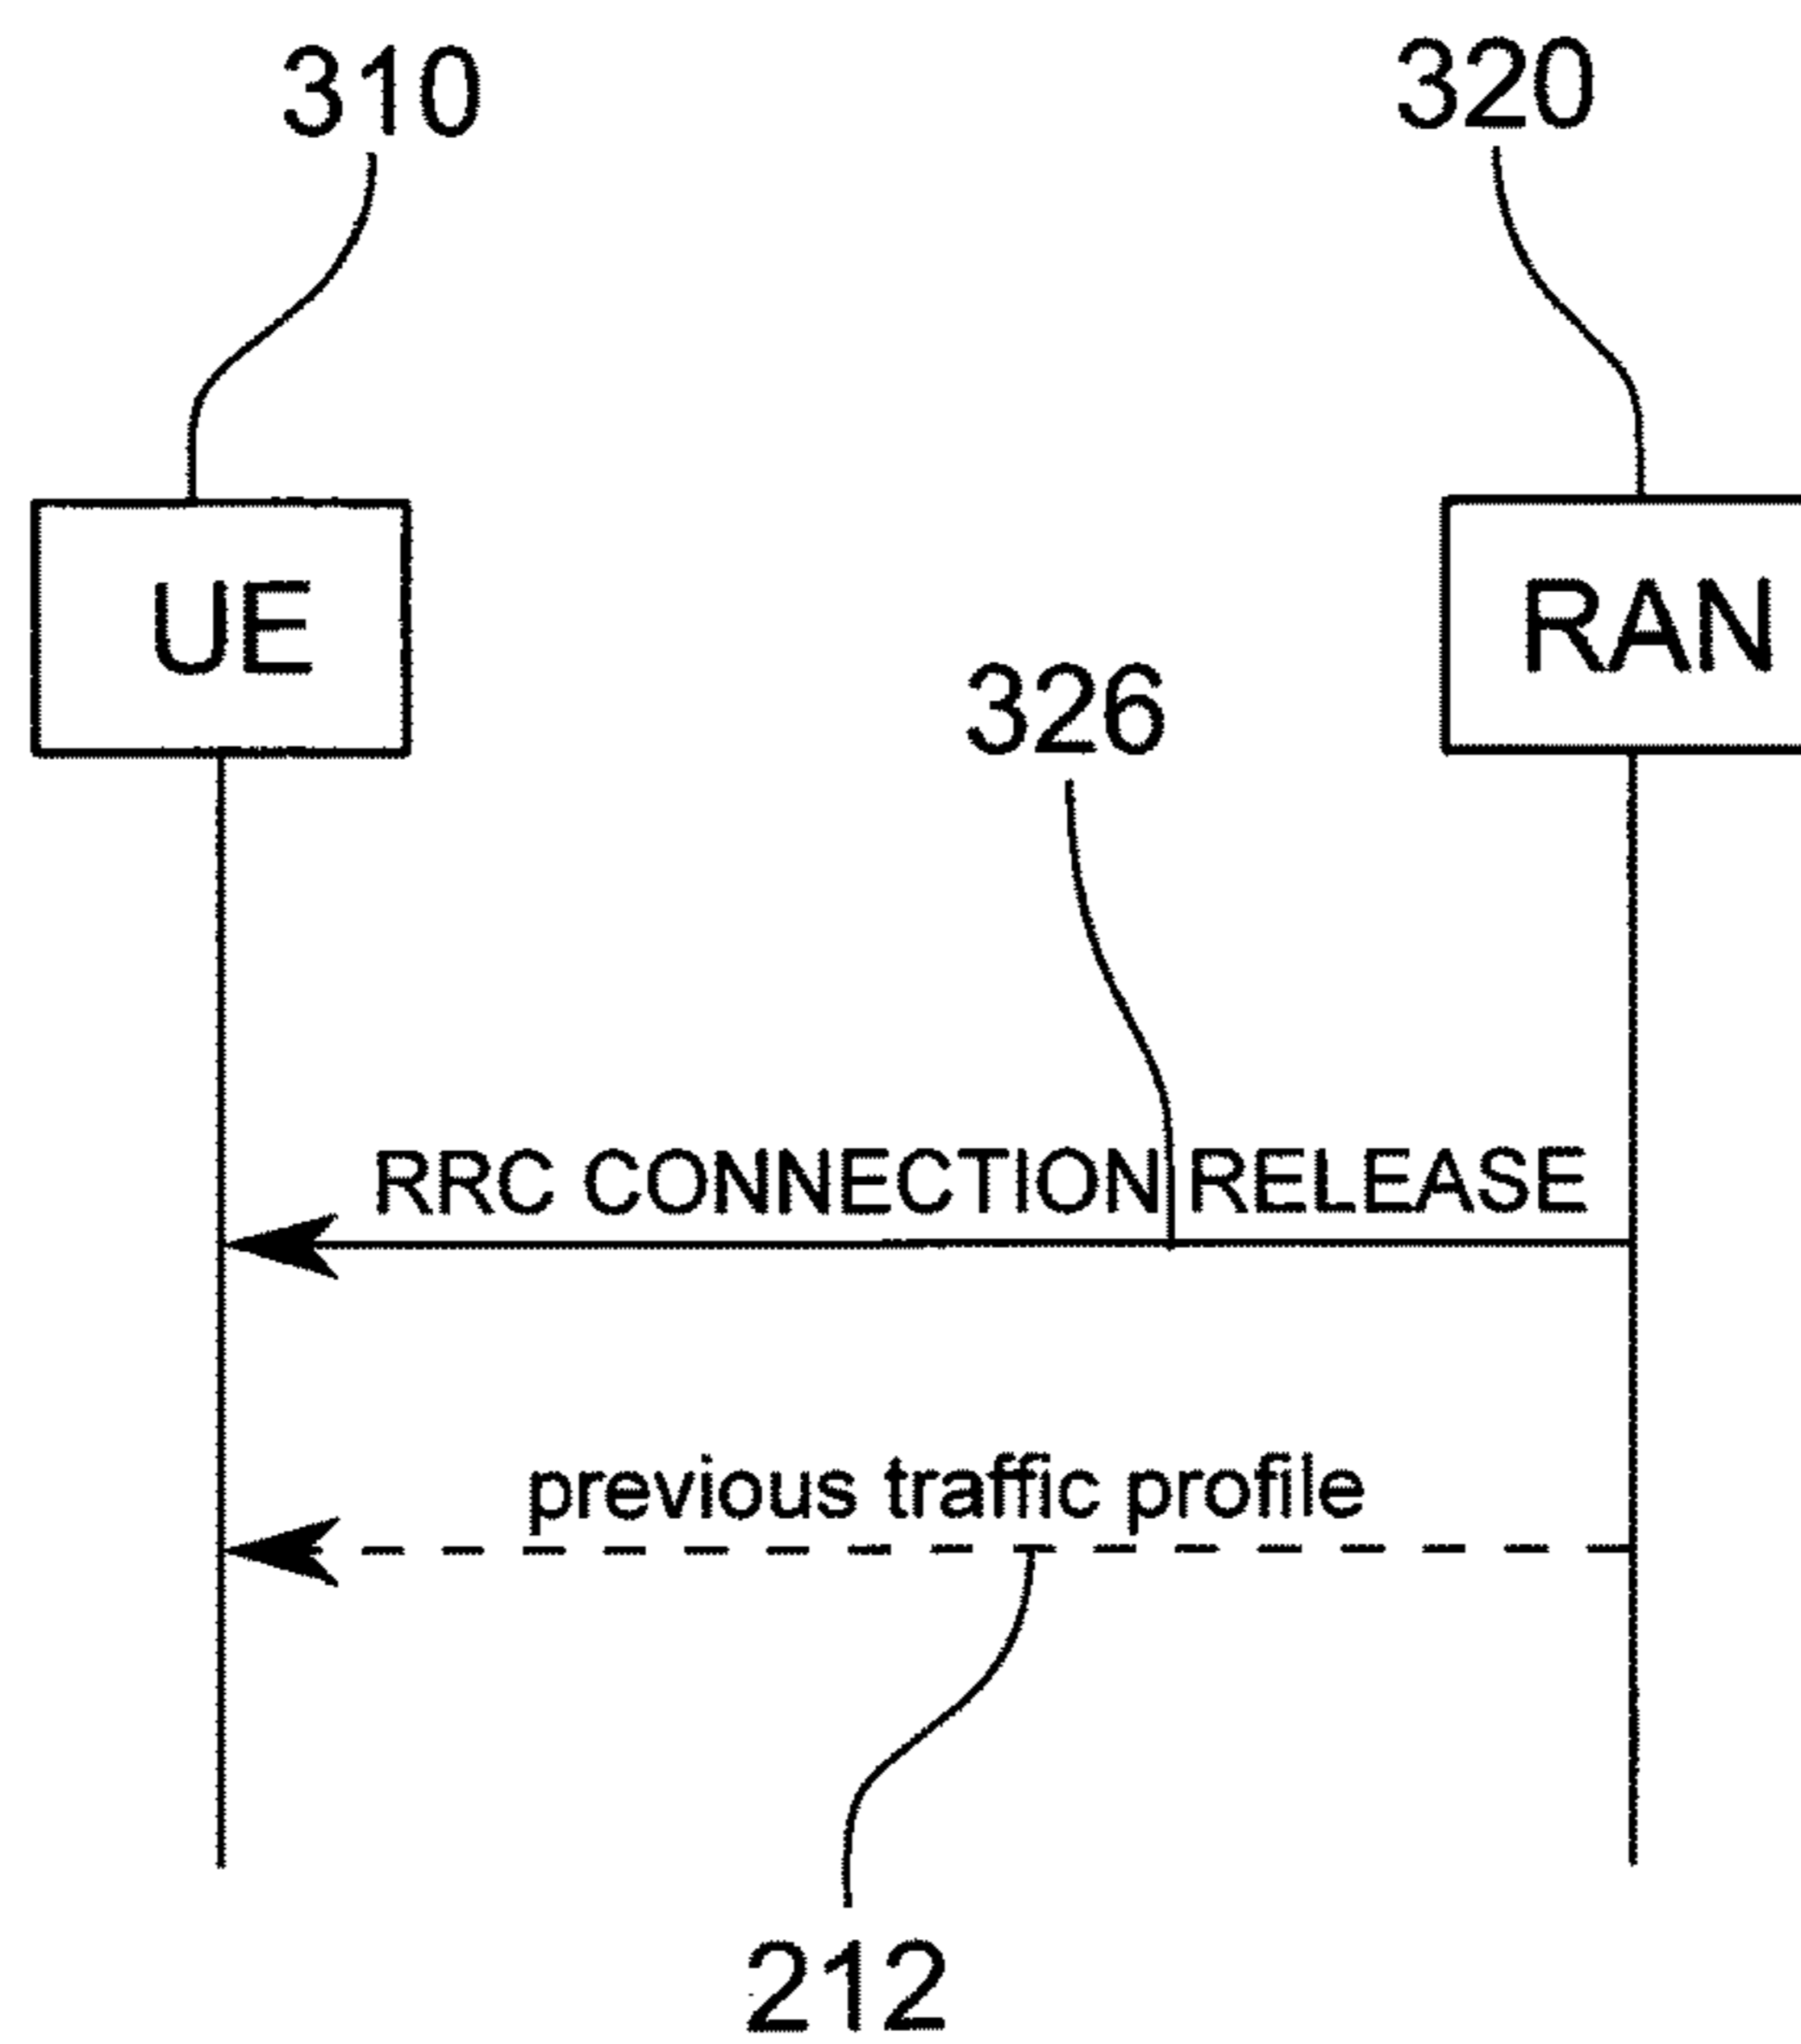 310
320
UE
RAN
326
RRC CONNECTION RELEASE
previous traffic profile
212